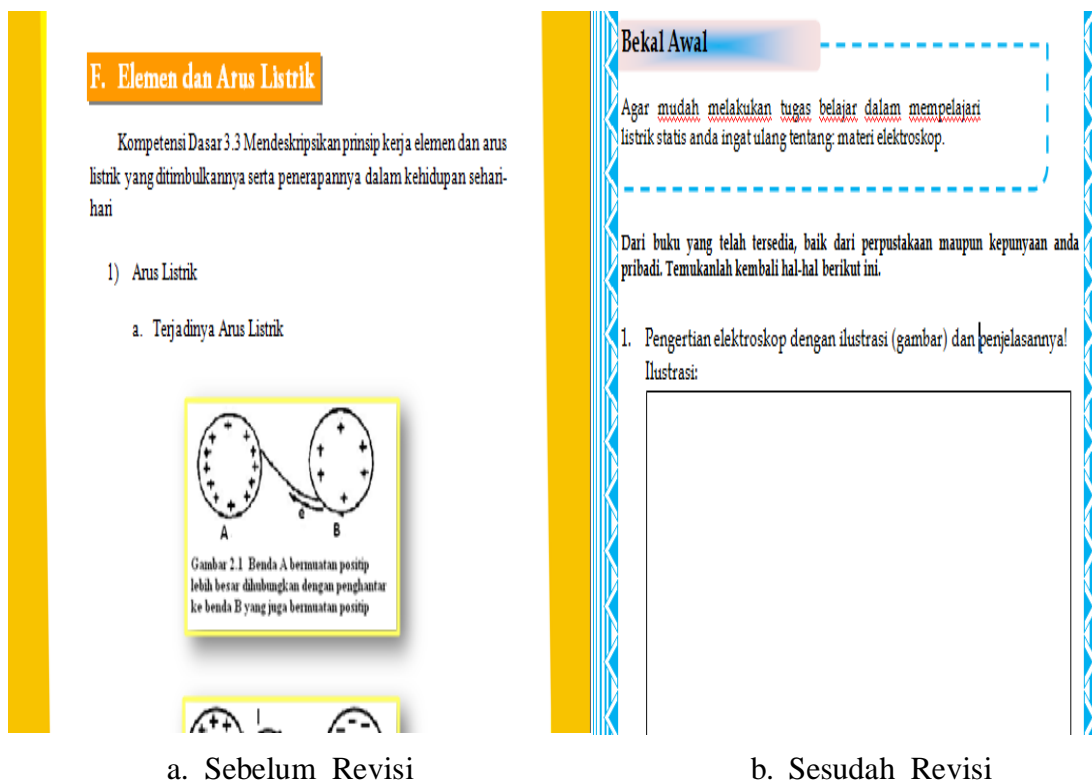 F. Elemen dan Arus Listrik
Kompetensi Dasar 3.3 Mendeskripsikan prinsip kerja elemen dan arus
listrik yang ditimbulkannya serta penerapannya dalam kehidupan sehari-
hari
1) Arus Listrik
a. Terjadinya Arus Listrik
e
A
B
Gambar 2.1 Benda A bermuatan positip
lebih besar dihubungkan dengan penghantar
ke benda B yang juga bermuatan positip
I
a. Sebelum Revisi
Bekal Awal
Agar mudah melakukan tugas belajar dalam mempelajari
listrik statis anda ingat ulang tentang: materi elektroskop.
Dari buku yang telah tersedia, baik dari perpustakaan maupun kepunyaan anda
pribadi. Temukanlah kembali hal-hal berikut ini.
1. Pengertian elektroskop dengan ilustrasi (gambar) dan penjelasannya!
Ilustrasi:
b. Sesudah Revisi